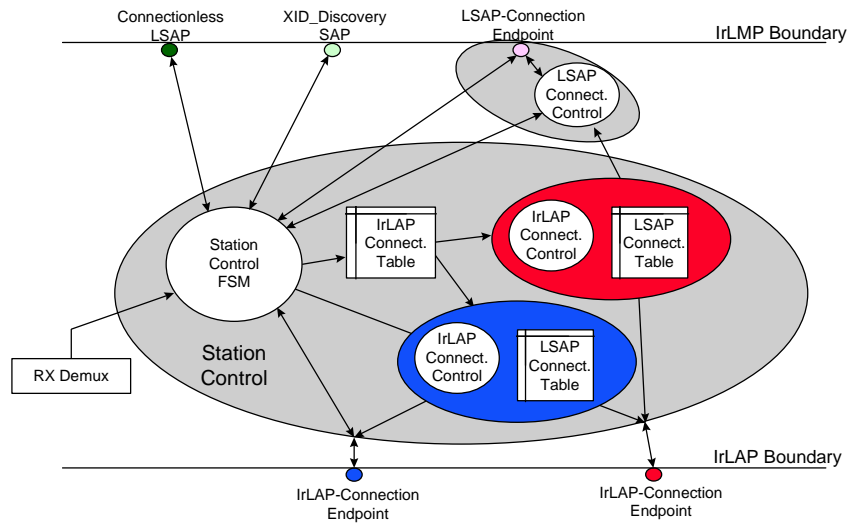 Connectionless
LSAP
XID_Discovery
SAP
LSAP-Connection
Endpoint
IrLMP Boundary
LSAP
Connect.
Control
Station
Control
FSM
IrLAP
Connect.
Table
IrLAP
Connect.
Control
LSAP
Connect.
Table
IrLAP
Connect.
Control
LSAP
Connect.
Table
Station
Control
RX Demux
IrLAP Boundary
IrLAP-Connection
Endpoint
IrLAP-Connection
Endpoint